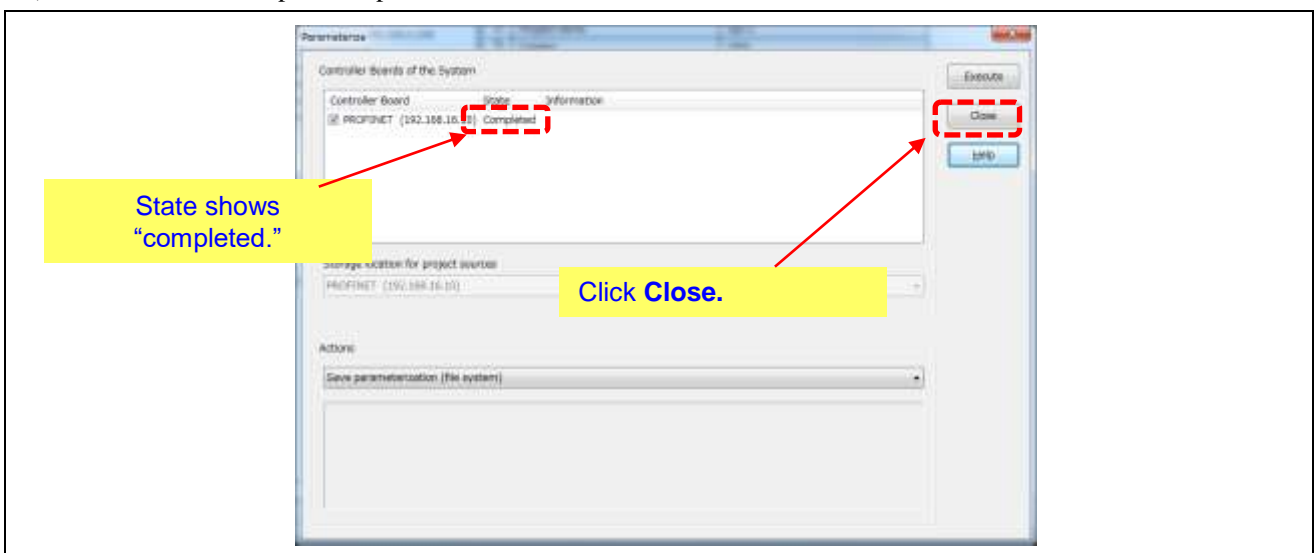 Parameterize
Controller Boards of the System
Execute
Controller Board State Information
PROFINET (192.168.16.10) Completed
Close
Help
State shows
“completed.”
Storage location for project sources
PROFINET (192.168.16.10)
Click Close.
Actions
Save parameterization (file system)